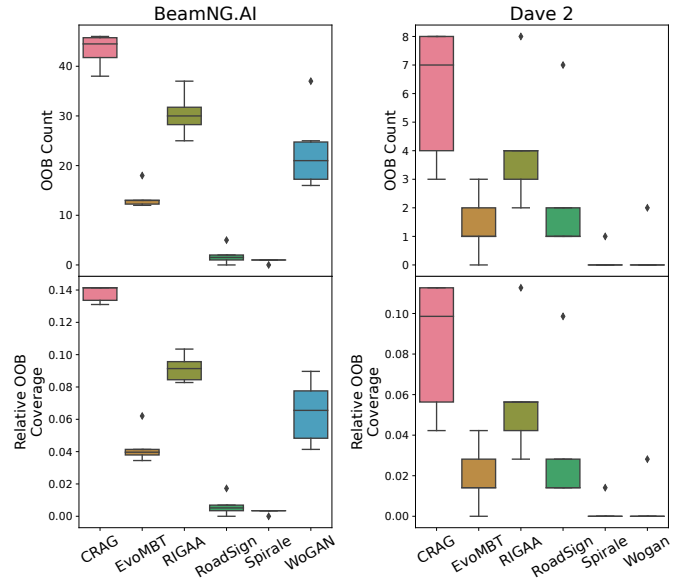 BeamNG.AI
Dave 2
OOB Count
40
30
20
10
0
OOB Count
8
7
6
5
4
3
2
1
0
Relative OOB
Coverage
0.14
0.12
0.10
0.08
0.06
0.04
0.02
0.00
Relative OOB
Coverage
0.10
0.08
0.06
0.04
0.02
0.00
CRAG
EvoMBT
RIGAA
RoadSign
Spirale
WoGAN
CRAG
EvoMBT
RIGAA
RoadSign
Spirale
Wogan